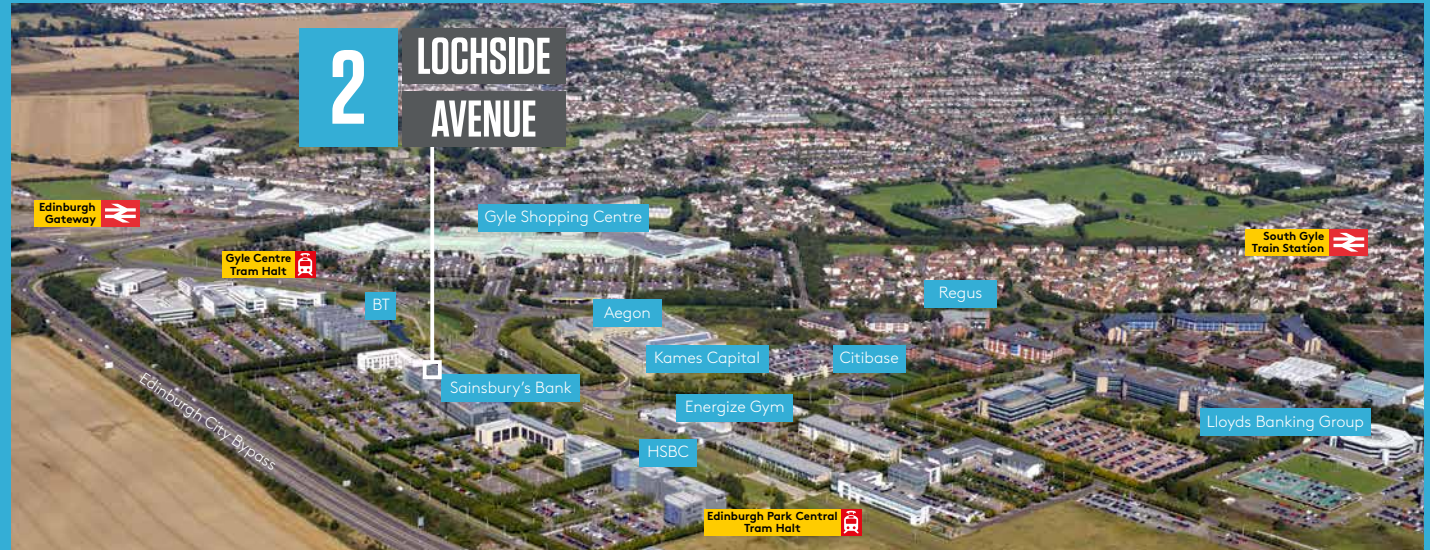 2
LOCHSIDE
AVENUE
Edinburgh
Gateway
Gyle Shopping Centre
South Gyle
Train Station
Gyle Centre
Tram Halt
BT
Regus
Aegon
Kames Capital
Citibase
Sainsbury's Bank
Edinburgh City Bypass
Energize Gym
Lloyds Banking Group
HSBC
Edinburgh Park Central
Tram Halt